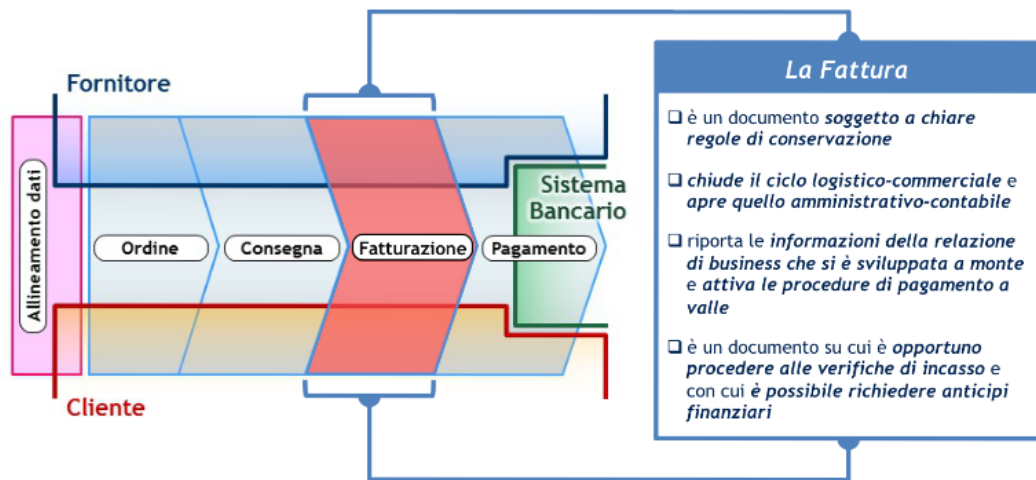 Fornitore
Allineamento dati
Ordine
Consegna
Fatturazione
Pagamento
Sistema
Bancario
Cliente
La Fattura
❑ è un documento soggetto a chiare
regole di conservazione
❑ chiude il ciclo logistico-commerciale e
apre quello amministrativo-contabile
❑ riporta le informazioni della relazione
di business che si è sviluppata a monte
e attiva le procedure di pagamento a
valle
❑ è un documento su cui è opportuno
procedere alle verifiche di incasso e
con cui è possibile richiedere anticipi
finanziari